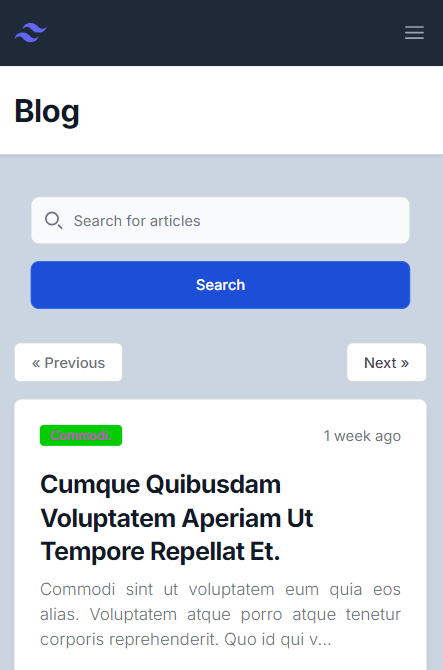 Blog
Search for articles
Search
« Previous
Next »
Commodi.
1 week ago
Cumque Quibusdam
Voluptatem Aperiam Ut
Tempore Repellat Et.
Commodi sint ut voluptatem eum quia eos
alias. Voluptatem atque porro atque tenetur
corporis reprehenderit. Quo id qui v...